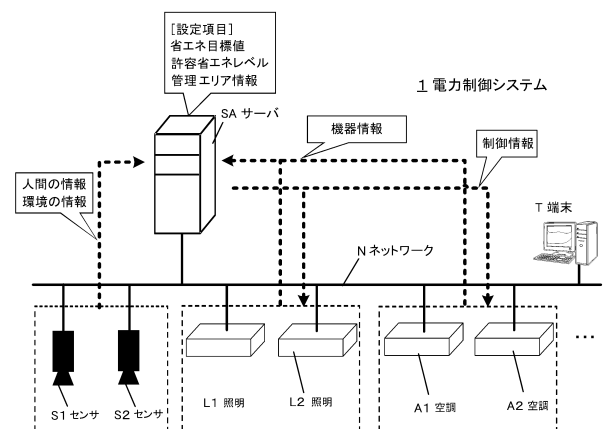 [設定項目]
省エネ目標値
許容省エネレベル
管理エリア情報
1 電力制御システム
SA サーバ
機器情報
制御情報
人間の情報
環境の情報
T 端末
N ネットワーク
S1 センサ
S2 センサ
L1 照明
L2 照明
A1 空調
A2 空調
...